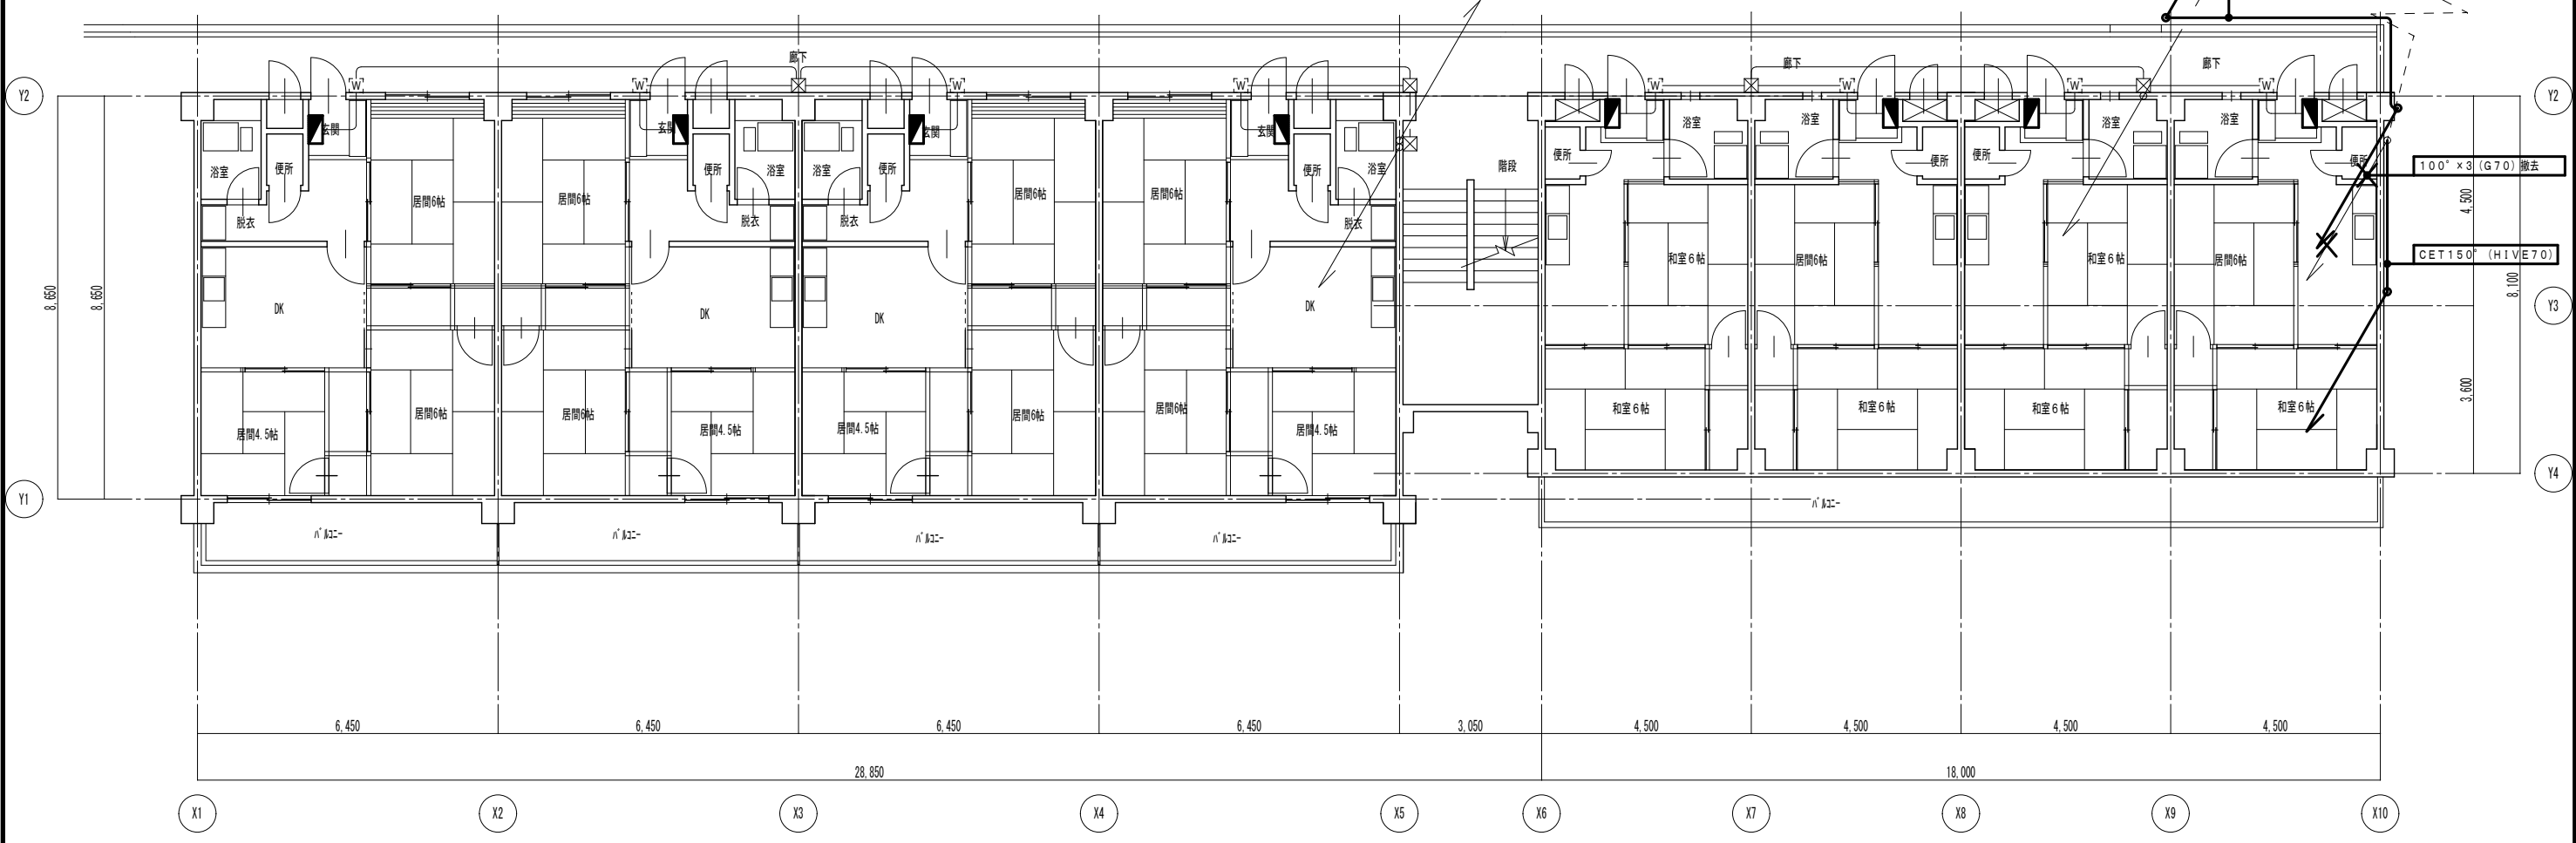 廊下
廊下
廊下
Y2
W
W
W
W
W
W
W
W
Y2
玄関
玄関
玄関
玄関
浴室
便所
便所
浴室
浴室
便所
便所
浴室
階段
便所
浴室
浴室
便所
便所
浴室
浴室
便所
100°×3(G70)撤去
居間6帖
居間6帖
居間6帖
居間6帖
脱衣
脱衣
脱衣
脱衣
4,500
和室6帖
居間6帖
和室6帖
居間6帖
CET150°(HIVE70)
8,650
8,650
DK
DK
DK
DK
8,100
Y3
居間4.5帖
居間6帖
居間6帖
居間4.5帖
居間4.5帖
居間6帖
居間6帖
居間4.5帖
和室6帖
和室6帖
和室6帖
和室6帖
3,600
Y4
Y1
バルコニー
バルコニー
バルコニー
バルコニー
バルコニー
6,450
6,450
6,450
6,450
3,050
4,500
4,500
4,500
4,500
28,850
18,000
X1
X2
X3
X4
X5
X6
X7
X8
X9
X10